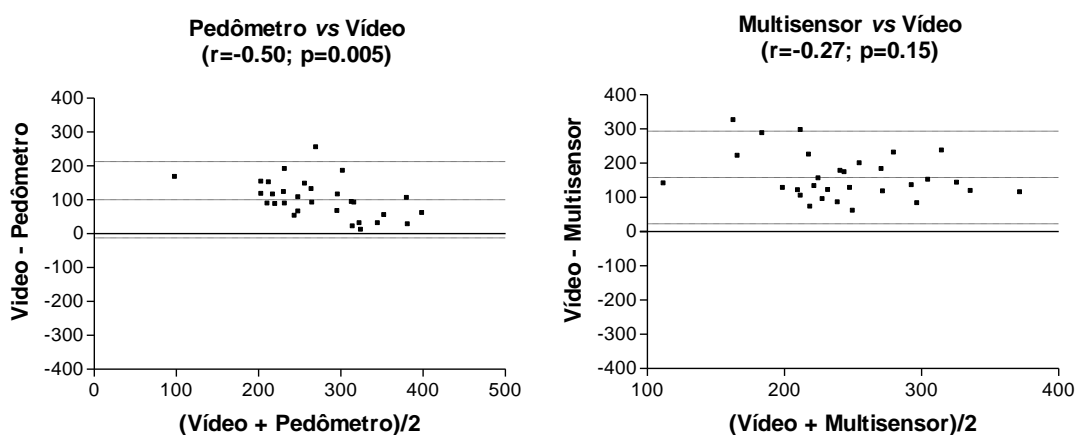 Pedômetro vs Vídeo
(r=-0.50; p=0.005)
Video - Pedômetro
400
300
200
100
0
-100
-200
-300
-400
0 100 200 300 400 500
(Vídeo + Pedômetro)/2
Multisensor vs Vídeo
(r=-0.27; p=0.15)
Vídeo - Multisensor
400
300
200
100
0
-100
-200
-300
-400
100 200 300 400
(Vídeo + Multisensor)/2